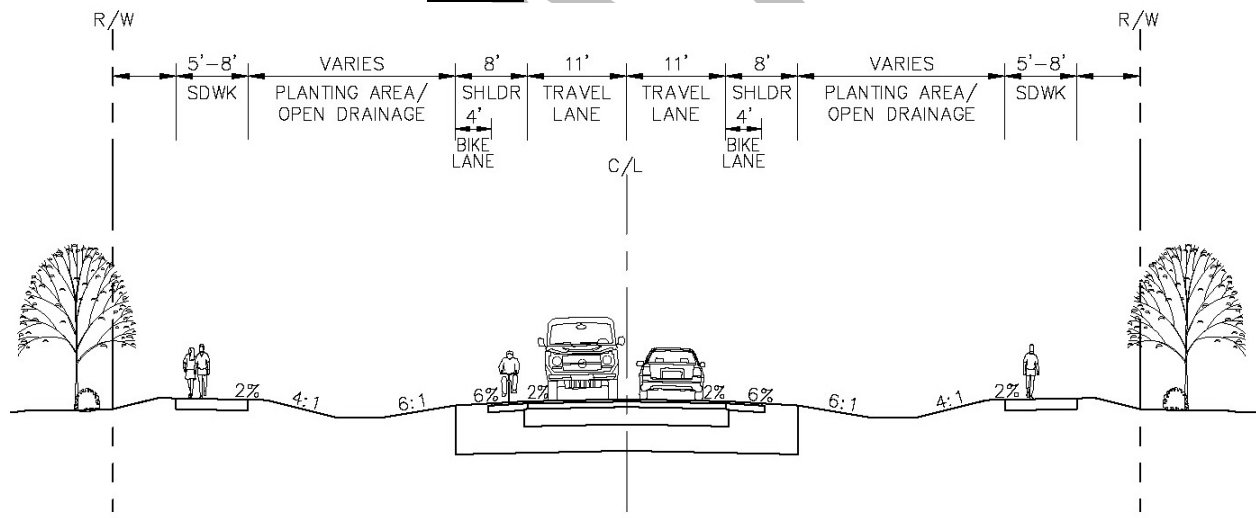 R/W
R/W
5'-8' VARIES 8' 11' 11' 8' VARIES 5'-8'
SDWK PLANTING AREA/ SHLDR TRAVEL TRAVEL SHLDR PLANTING AREA/ SDWK
OPEN DRAINAGE LANE LANE OPEN DRAINAGE
4' 4'
BIKE BIKE
LANE LANE
C/L
2% 4:1 6:1 6% 2% 2% 6% 6:1 4:1 2%